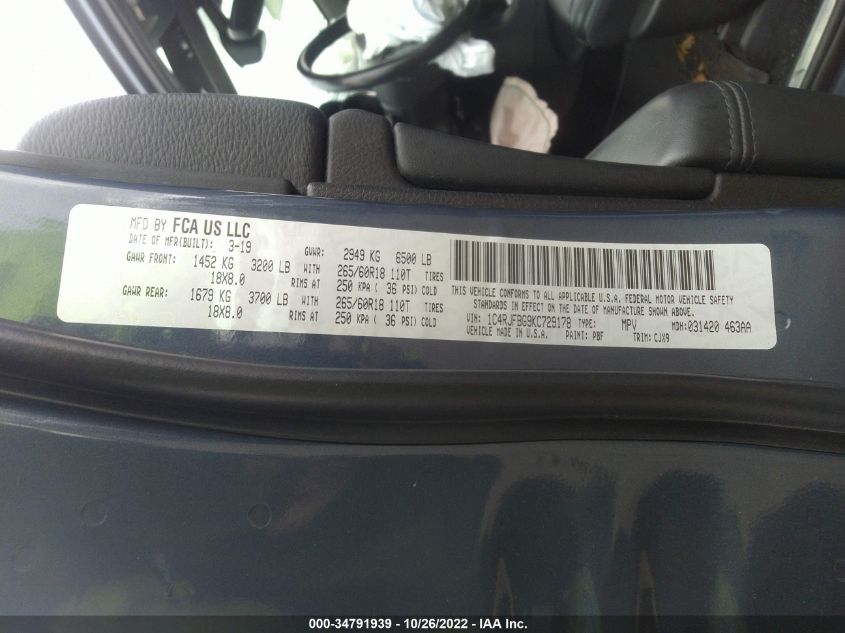 MFD BY FCA US LLC
DATE OF MFR(BUILT): 3-19 GVWR: 2949 KG 6500 LB
GAWR FRONT: 1452 KG 3200 LB WITH 265/60R18 110T TIRES
18X8.0 RIMS AT 250 KPA ( 36 PSI) COLD
GAWR REAR: 1679 KG 3700 LB WITH 265/60R18 110T TIRES
18X8.0 RIMS AT 250 KPA ( 36 PSI) COLD
THIS VEHICLE CONFORMS TO ALL APPLICABLE U.S.A. FEDERAL MOTOR VEHICLE SAFETY
STANDARDS IN EFFECT ON THE DATE OF MANUFACTURE SHOWN ABOVE.
VIN: 1C4RJFBG9KC729178 TYPE: MPV MDH:031420 463AA
VEHICLE MADE IN U.S.A. PAINT: PBF TRIM: CJX9
000-34791939 - 10/26/2022 - IAA Inc.